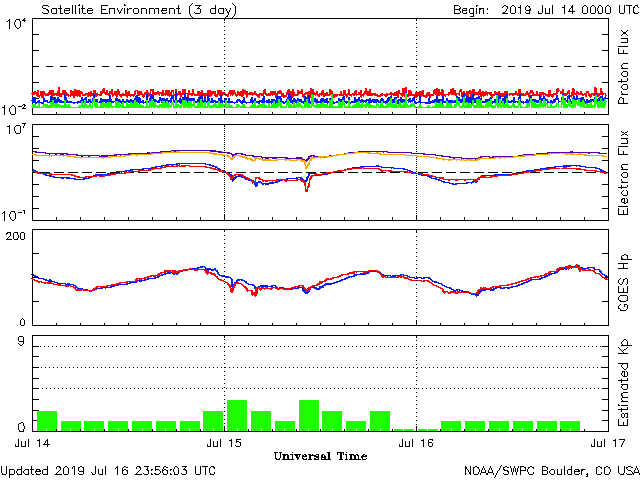 Satellite Environment (3 day)
Begin: 2019 Jul 14 0000 UTC
10⁴
10⁻²
Proton Flux
10⁷
10⁻¹
Electron Flux
200
0
GOES Hp
9
0
Estimated Kp
Jul 14 Jul 15 Jul 16 Jul 17
Universal Time
Updated 2019 Jul 16 23:56:03 UTC
NOAA/SWPC Boulder, CO USA